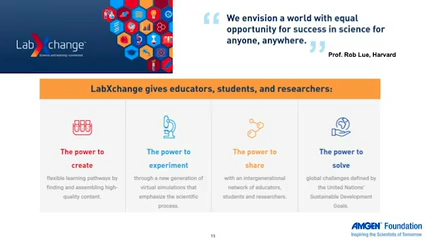 LabXchange
science and learning connected
“ We envision a world with equal
opportunity for success in science for
anyone, anywhere. ”
Prof. Rob Lue, Harvard
LabXchange gives educators, students, and researchers:
The power to
create
flexible learning pathways by
finding and assembling high-
quality content.
The power to
experiment
through a new generation of
virtual simulations that
emphasize the scientific
process.
The power to
share
with an intergenerational
network of educators,
students and researchers.
The power to
solve
global challenges defined by
the United Nations'
Sustainable Development
Goals.
11
AMGEN Foundation
Inspiring the Scientists of Tomorrow